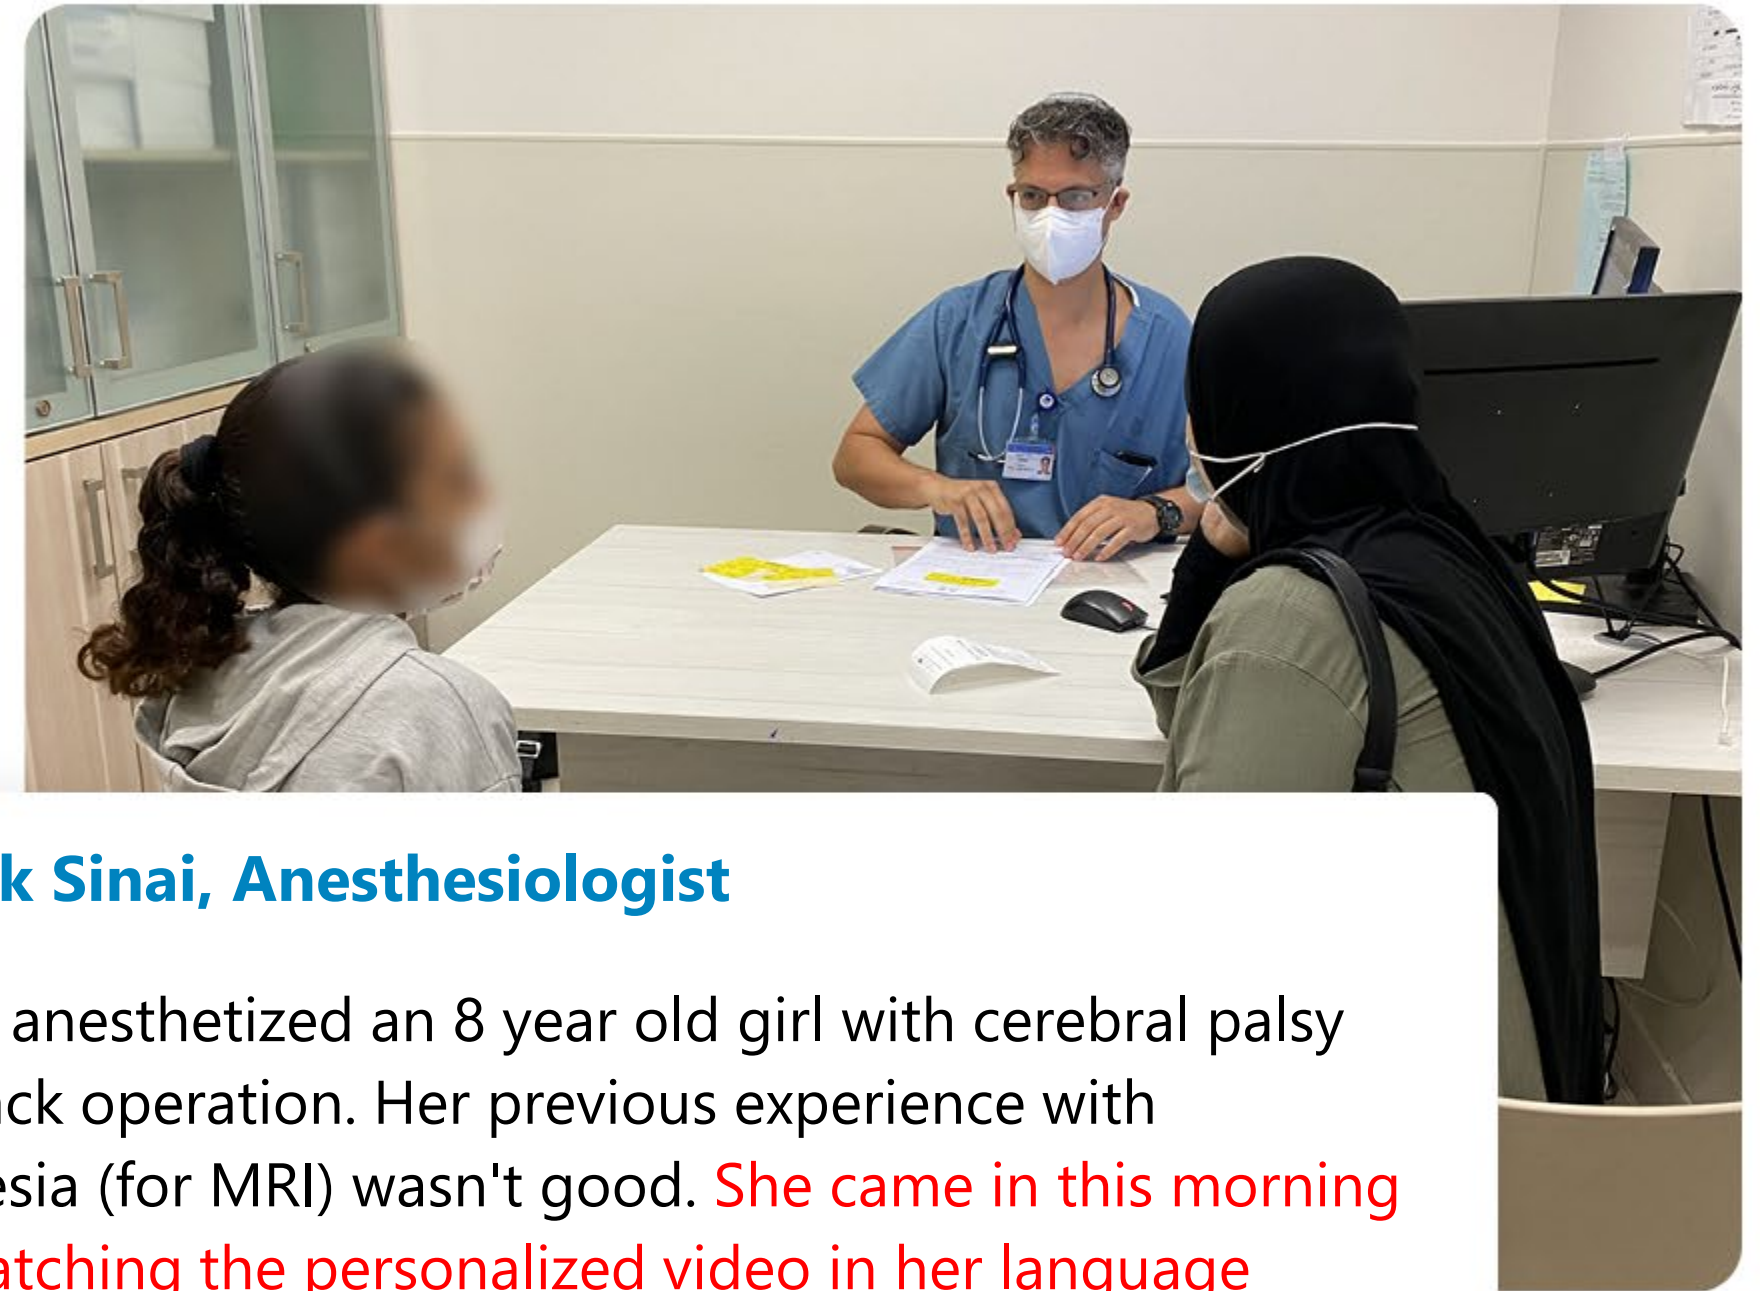 k Sinai, Anesthesiologist
anesthetized an 8 year old girl with cerebral palsy
ck operation. Her previous experience with
esia (for MRI) wasn't good. She came in this morning
atching the personalized video in her language